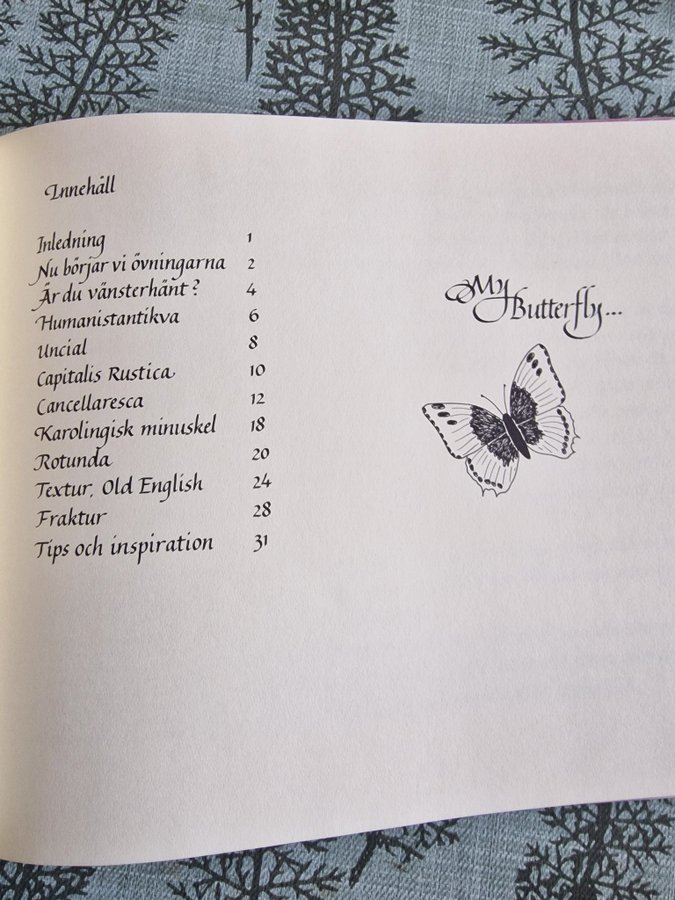 Innehåll
Inledning 1
Nu börjar vi övningarna 2
Är du vänsterhänt? 4
Humanistantikva 6
Uncial 8
Capitalis Rustica 10
Cancellaresca 12
Karolingisk minuskel 18
Rotunda 20
Textur, Old English 24
Fraktur 28
Tips och inspiration 31
My
Butterfly...